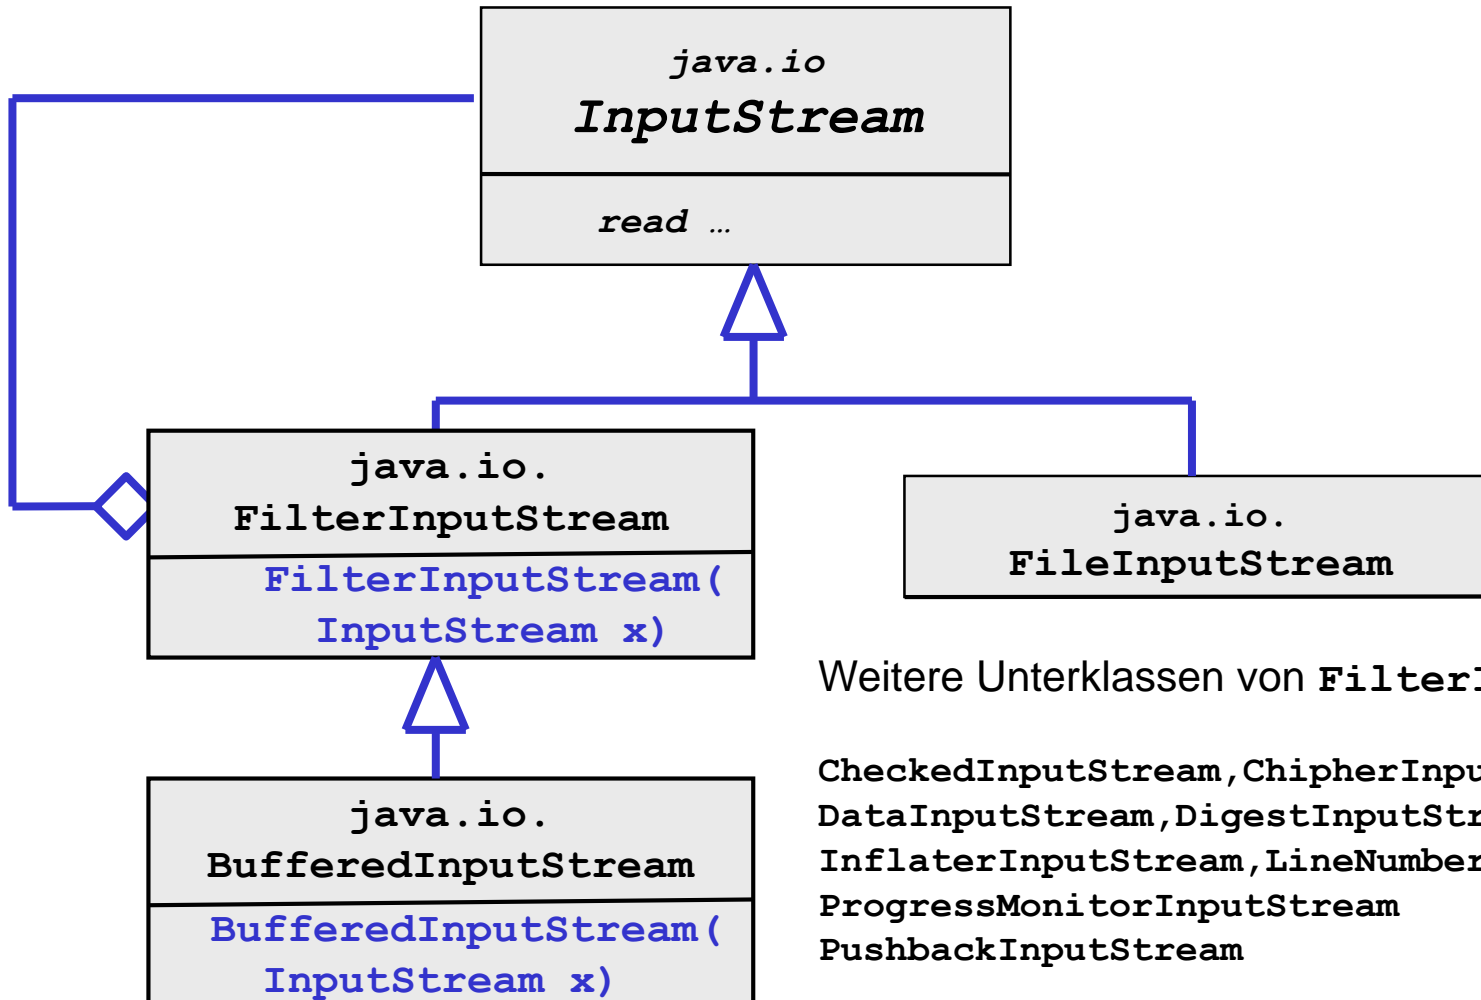 java.io
InputStream
read …
java.io.
FilterInputStream
FilterInputStream(
InputStream x)
java.io.
FileInputStream
java.io.
BufferedInputStream
BufferedInputStream(
InputStream x)
Weitere Unterklassen von
CheckedInputStream,
DataInputStream,
InflaterInputStream,
ProgressMonitorInputStream
PushbackInputStream